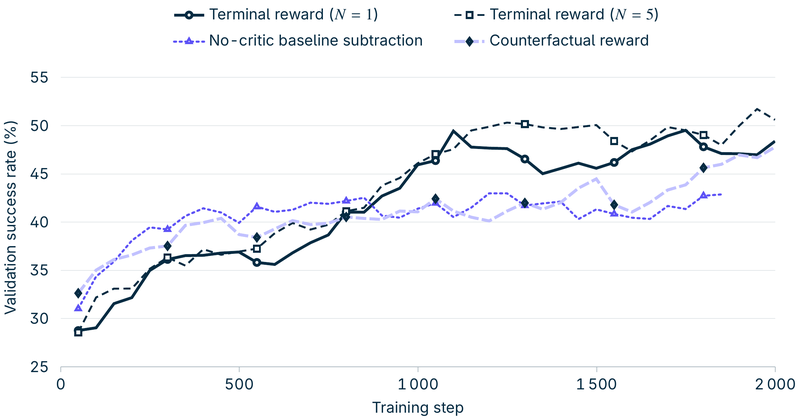 Terminal reward (N = 1)
Terminal reward (N = 5)
No-critic baseline subtraction
Counterfactual reward
Validation success rate (%)
55
50
45
40
35
30
25
0
500
1 000
1 500
2 000
Training step